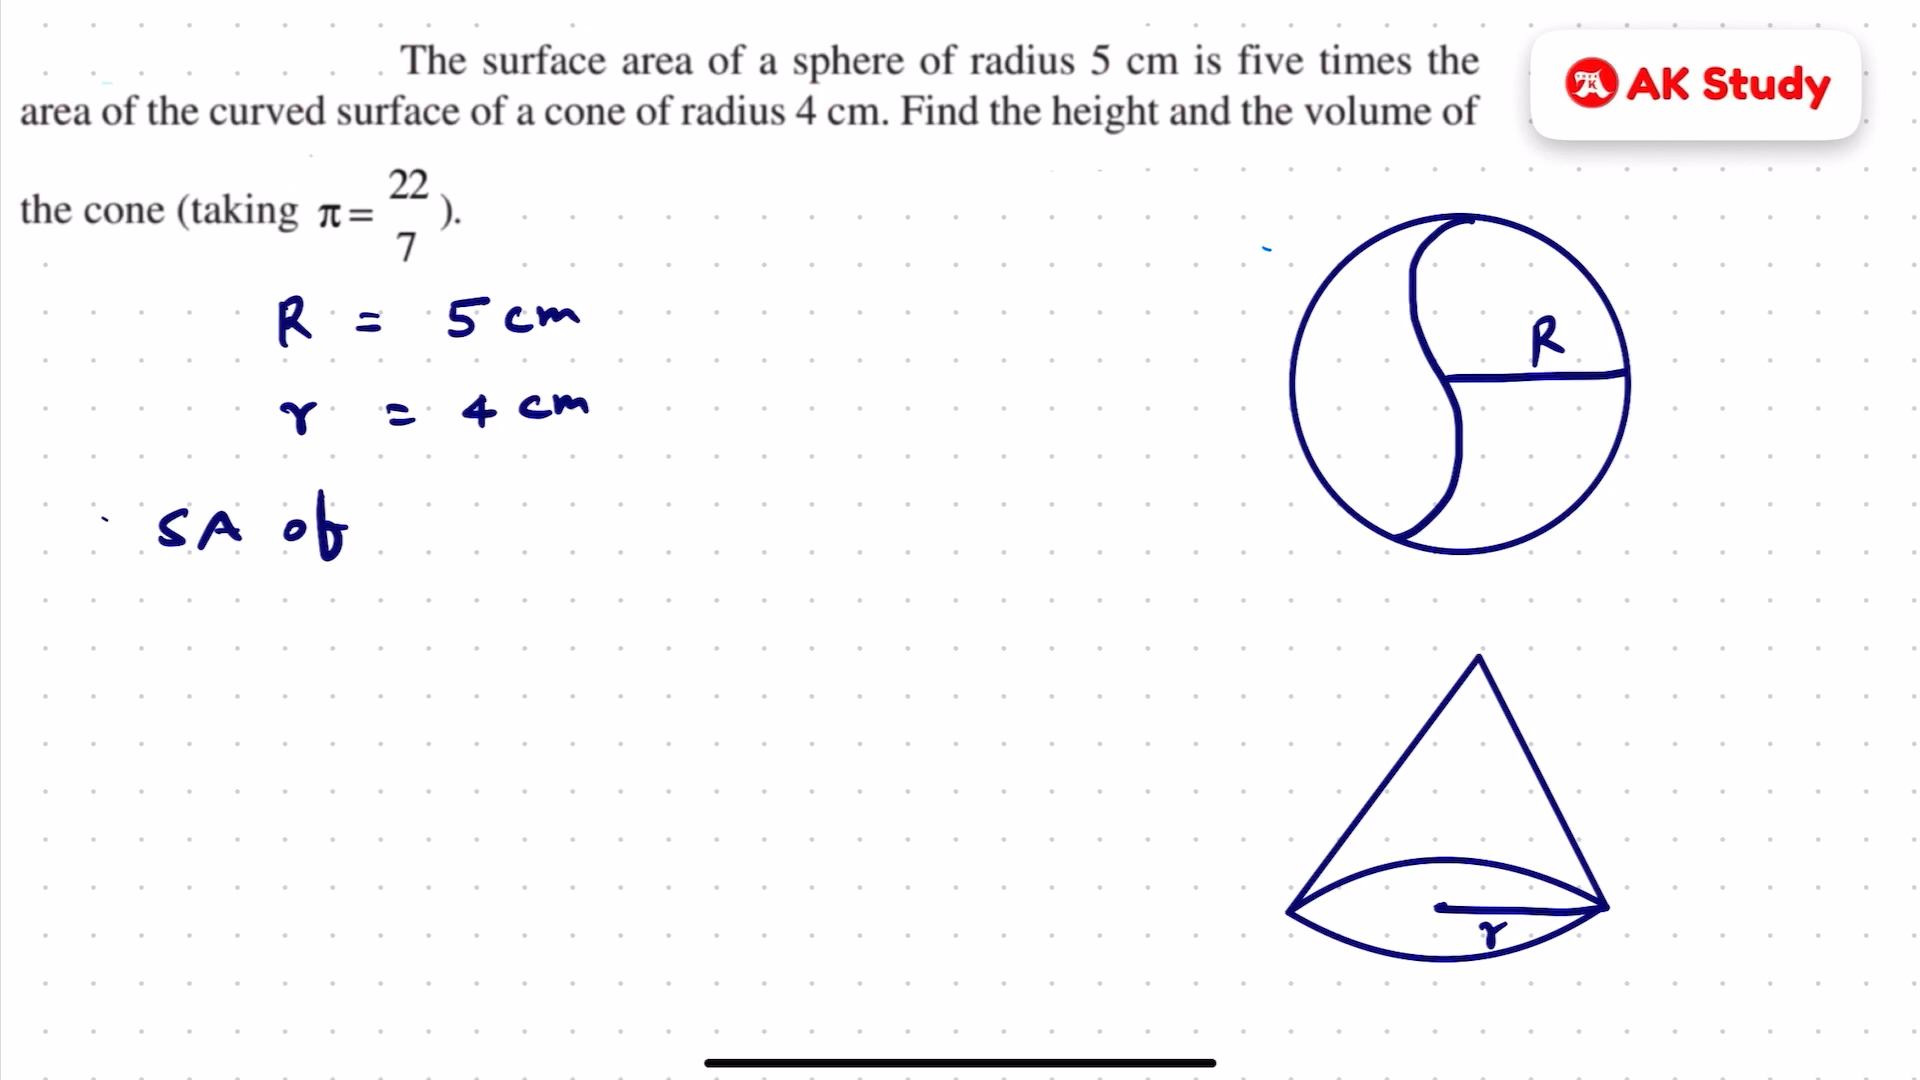 The surface area of a sphere of radius 5 cm is five times the
AK Study
area of the curved surface of a cone of radius 4 cm. Find the height and the volume of
the cone (taking π = 22/7).
R = 5 cm
r = 4 cm
SA of
R
r